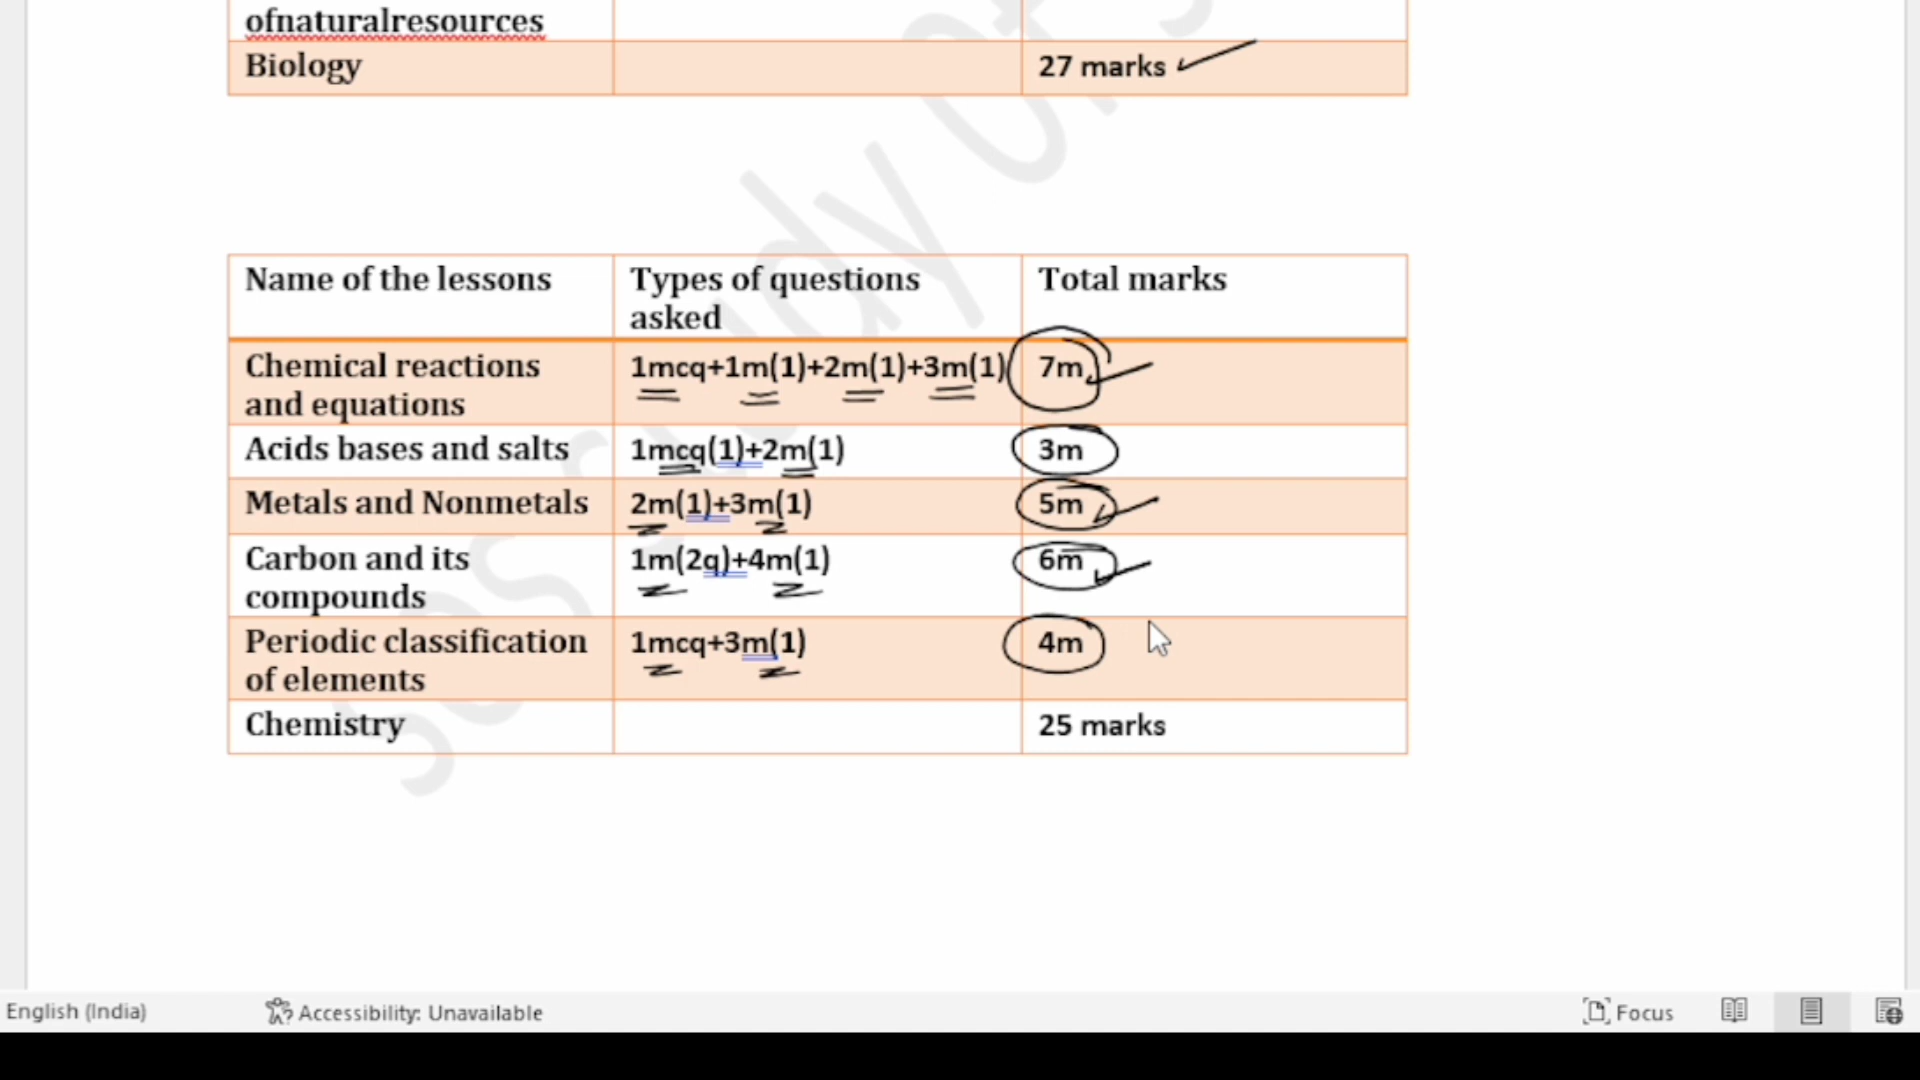 ofnaturalresources
Biology 27 marks
Name of the lessons Types of questions Total marks
asked
Chemical reactions 1mcq+1m(1)+2m(1)+3m(1) 7m
and equations
Acids bases and salts 1mcq(1)+2m(1) 3m
Metals and Nonmetals 2m(1)+3m(1) 5m
Carbon and its 1m(2q)+4m(1) 6m
compounds
Periodic classification 1mcq+3m(1) 4m
of elements
Chemistry 25 marks
English (India) Accessibility: Unavailable Focus